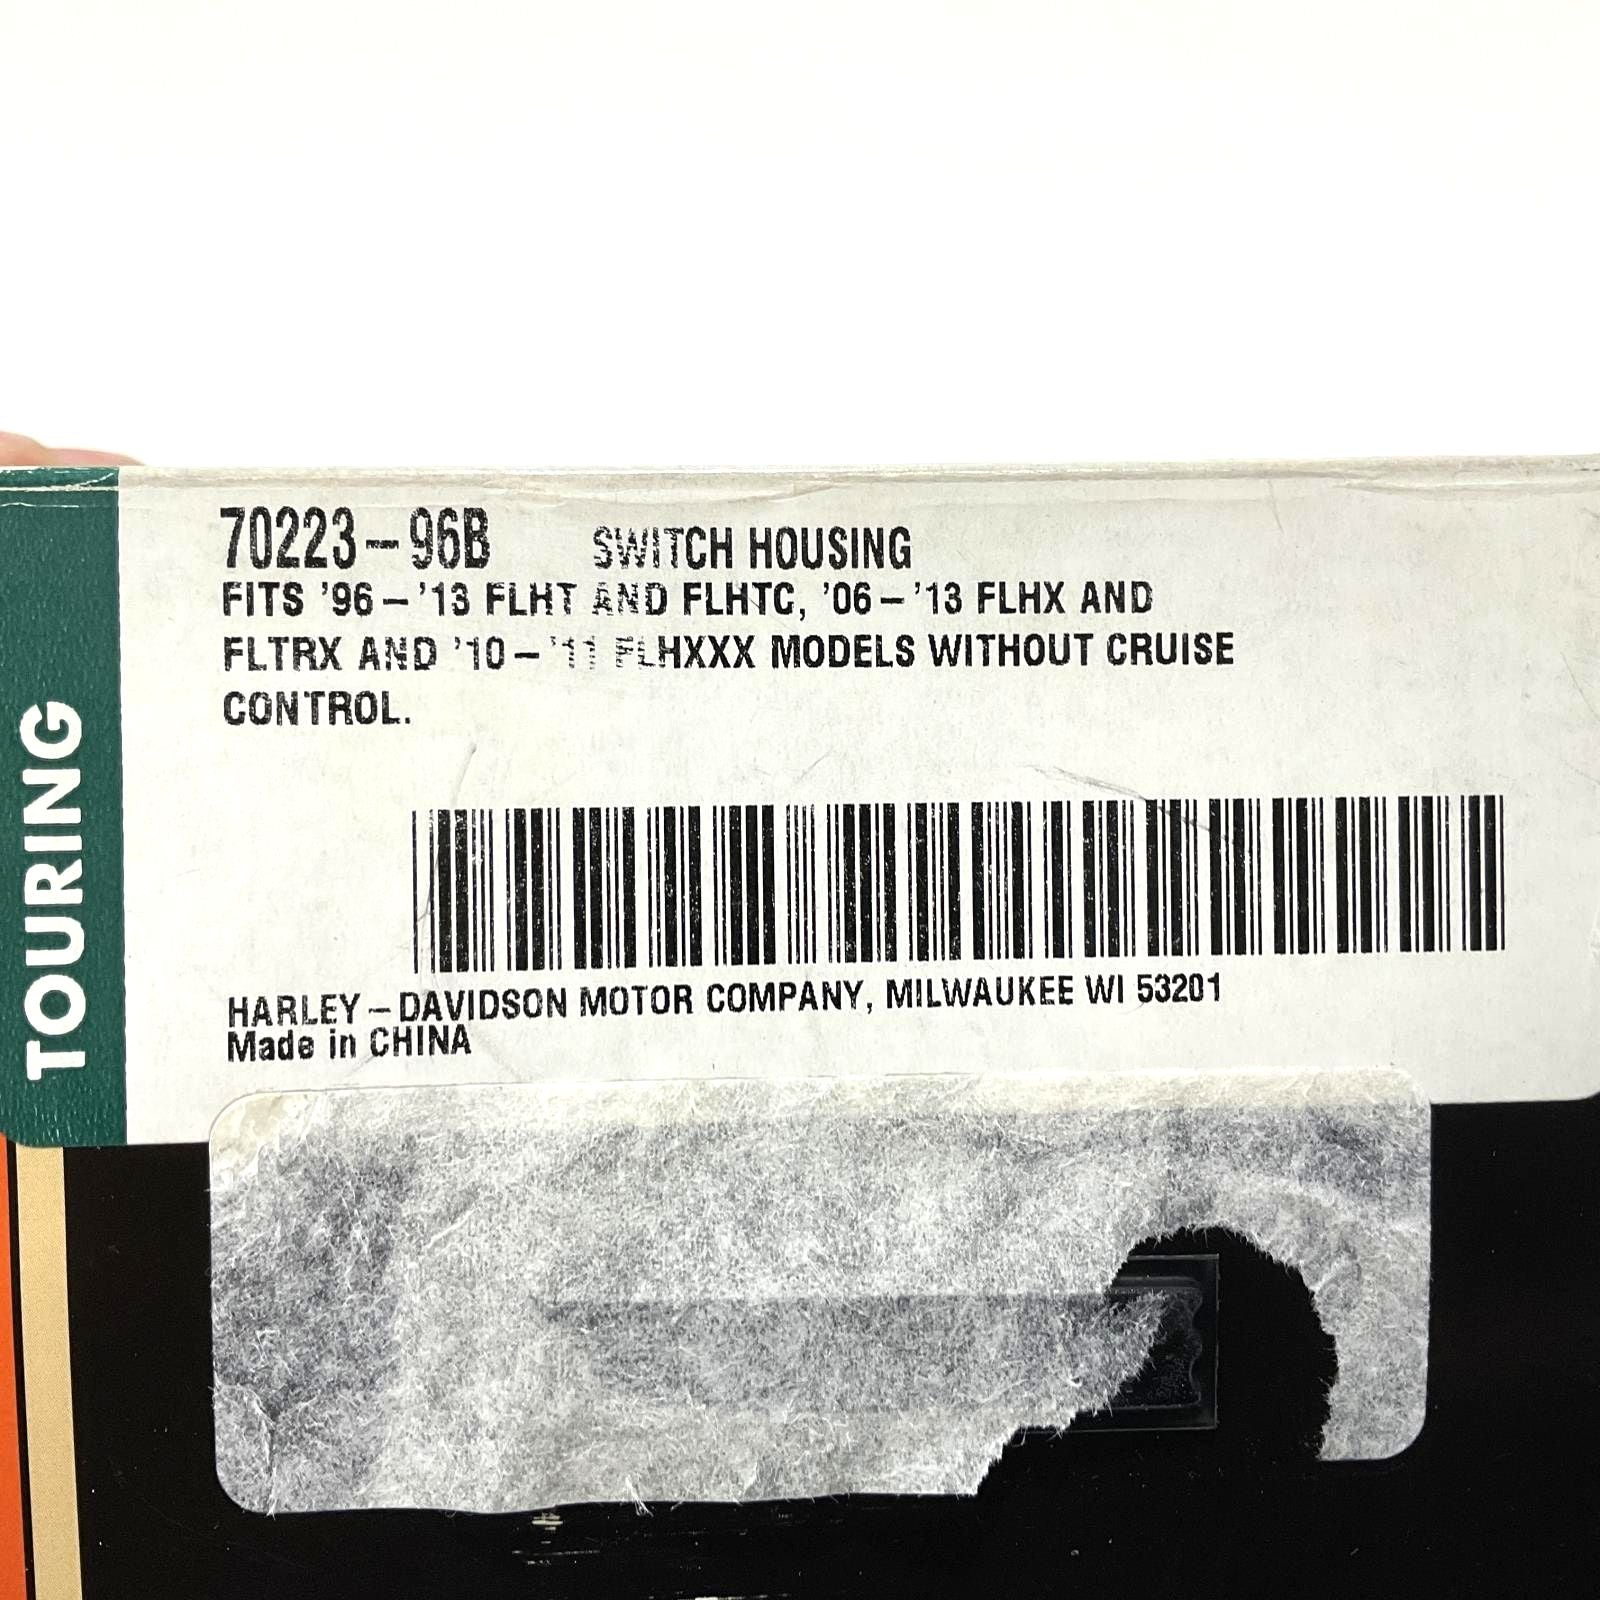 70223-96B SWITCH HOUSING
FITS '96-'13 FLHT AND FLHTC, '06-'13 FLHX AND
FLTRX AND '10-'11 FLHXXX MODELS WITHOUT CRUISE
CONTROL.
HARLEY-DAVIDSON MOTOR COMPANY, MILWAUKEE WI 53201
Made in CHINA
TOURING